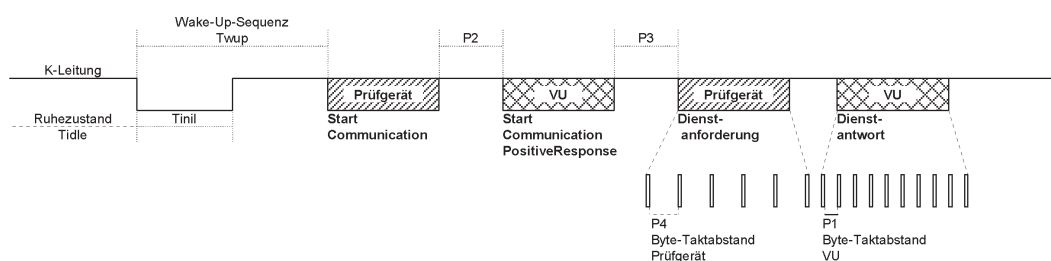 Wake-Up-Sequenz
Twup
P2
P3
K-Leitung
Prüfgerät
VU
Prüfgerät
VU
Ruhezustand
Tidle
Tinil
Start
Communication
Start
Communication
PositiveResponse
Dienst-
anforderung
Dienst-
antwort
P4
Byte-Taktabstand
Prüfgerät
P1
Byte-Taktabstand
VU